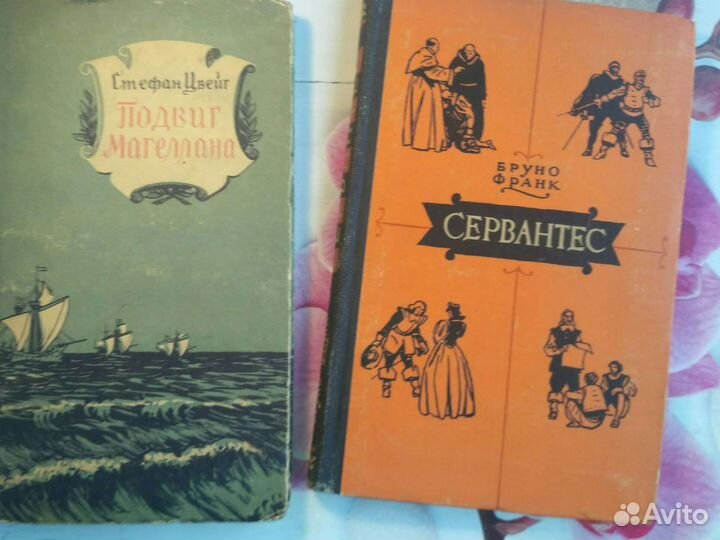 Стефан Цвейг
Подвиг
Магеллана
БРУНО
ФРАНК
СЕРВАНТЕС
Avito